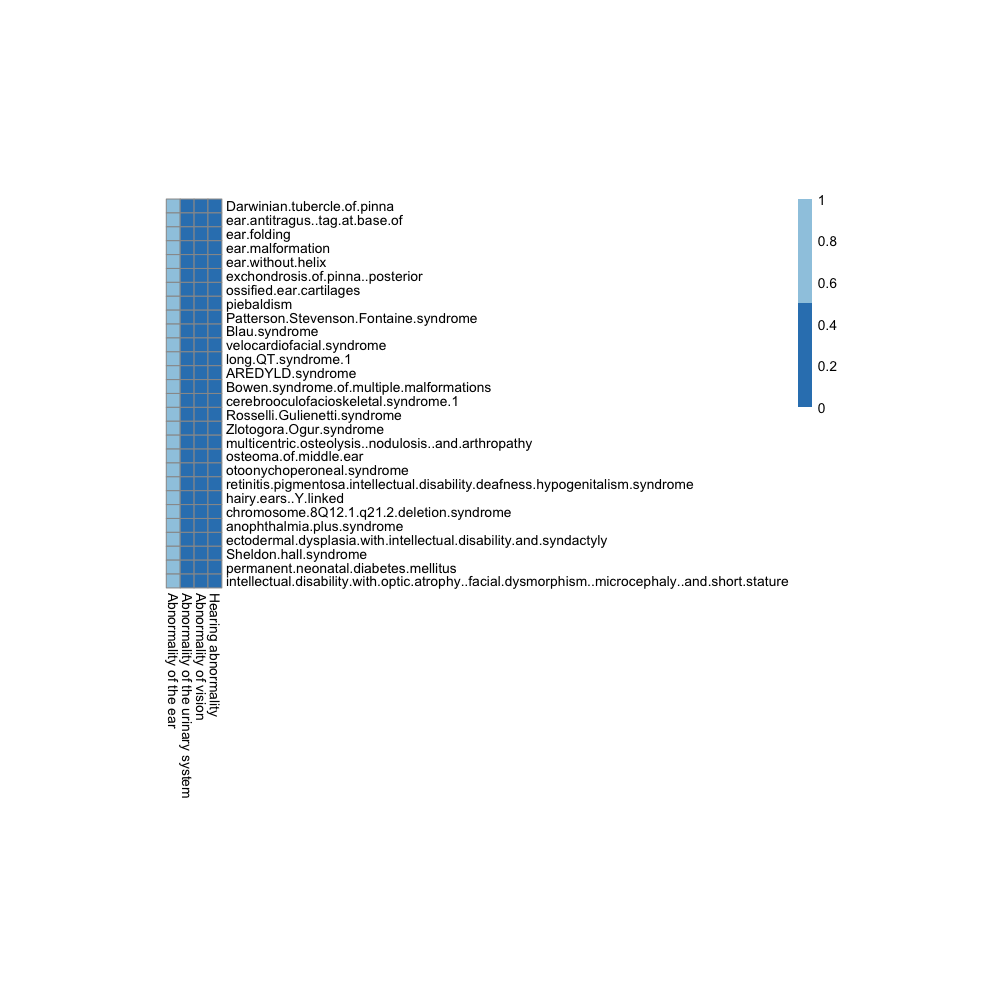 Darwinian.tubercle.of.pinna
ear.antitragus..tag.at.base.of
ear.folding
ear.malformation
ear.without.helix
exchondrosis.of.pinna..posterior
ossified.ear.cartilages
piebaldism
Patterson.Stevenson.Fontaine.syndrome
Blau.syndrome
velocardiofacial.syndrome
long.QT.syndrome.1
AREDYLD.syndrome
Bowen.syndrome.of.multiple.malformations
cerebrooculofacioskeletal.syndrome.1
Rosselli.Gulienetti.syndrome
Zlotogora.Ogur.syndrome
multicentric.osteolysis..nodulosis..and.arthropathy
osteoma.of.middle.ear
otoonychoperoneal.syndrome
retinitis.pigmentosa.intellectual.disability.deafness.hypogenitalism.syndrome
hairy.ears..Y.linked
chromosome.8Q12.1.q21.2.deletion.syndrome
anophthalmia.plus.syndrome
ectodermal.dysplasia.with.intellectual.disability.and.syndactyly
Sheldon.hall.syndrome
permanent.neonatal.diabetes.mellitus
intellectual.disability.with.optic.atrophy..facial.dysmorphism..microcephaly..and.short.stature
Abnormality of the ear
Abnormality of the urinary system
Abnormality of vision
Hearing abnormality
1
0.8
0.6
0.4
0.2
0